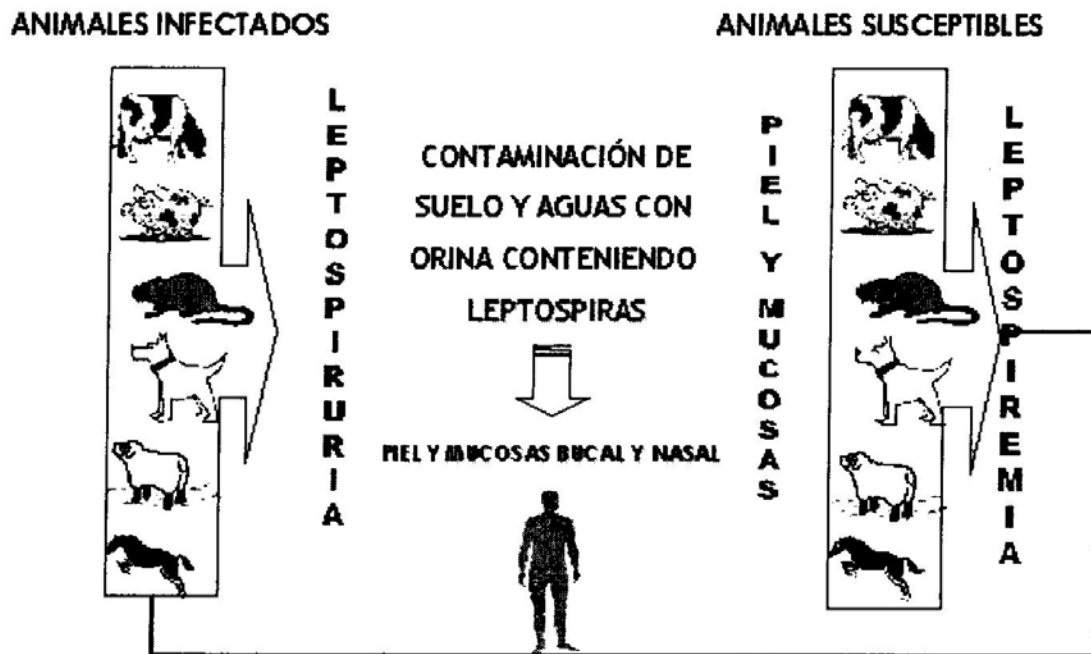 ANIMALES INFECTADOS
ANIMALES SUSCEPTIBLES
LEPTOSPIRURIA
CONTAMINACIÓN DE
SUELO Y AGUAS CON
ORINA CONTENIENDO
LEPTOSPIRAS
PIEL Y MUCOSAS BUCAL Y NASAL
PIEL Y MUCOSAS
LEPTOSPIREMIA